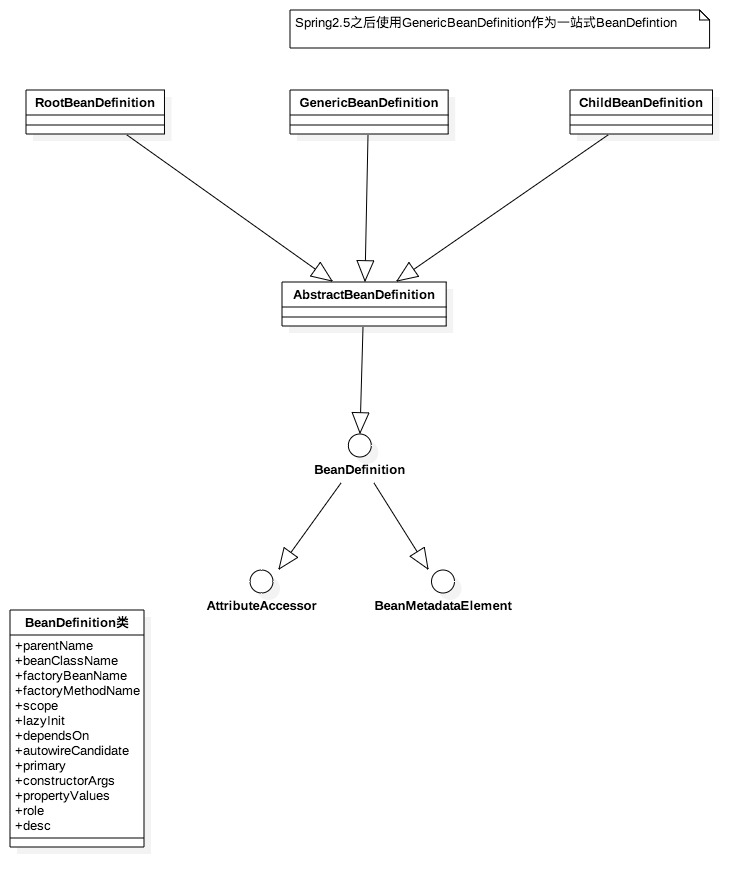 Spring2.5之后使用GenericBeanDefinition作为一站式BeanDefintion
RootBeanDefinition
GenericBeanDefinition
ChildBeanDefinition
AbstractBeanDefinition
BeanDefinition
AttributeAccessor
BeanMetadataElement
BeanDefinition类
+parentName
+beanClassName
+factoryBeanName
+factoryMethodName
+scope
+lazyInit
+dependsOn
+autowireCandidate
+primary
+constructorArgs
+propertyValues
+role
+desc